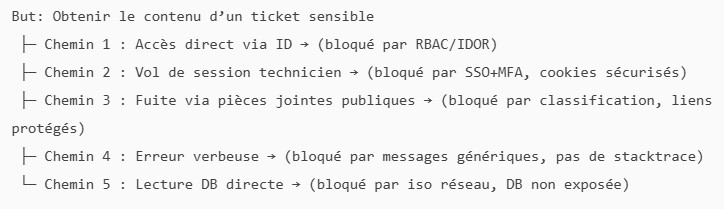 But: Obtenir le contenu d’un ticket sensible
├─ Chemin 1 : Accès direct via ID → (bloqué par RBAC/IDOR)
├─ Chemin 2 : Vol de session technicien → (bloqué par SSO+MFA, cookies sécurisés)
├─ Chemin 3 : Fuite via pièces jointes publiques → (bloqué par classification, liens
protégés)
├─ Chemin 4 : Erreur verbeuse → (bloqué par messages génériques, pas de stacktrace)
└─ Chemin 5 : Lecture DB directe → (bloqué par iso réseau, DB non exposée)